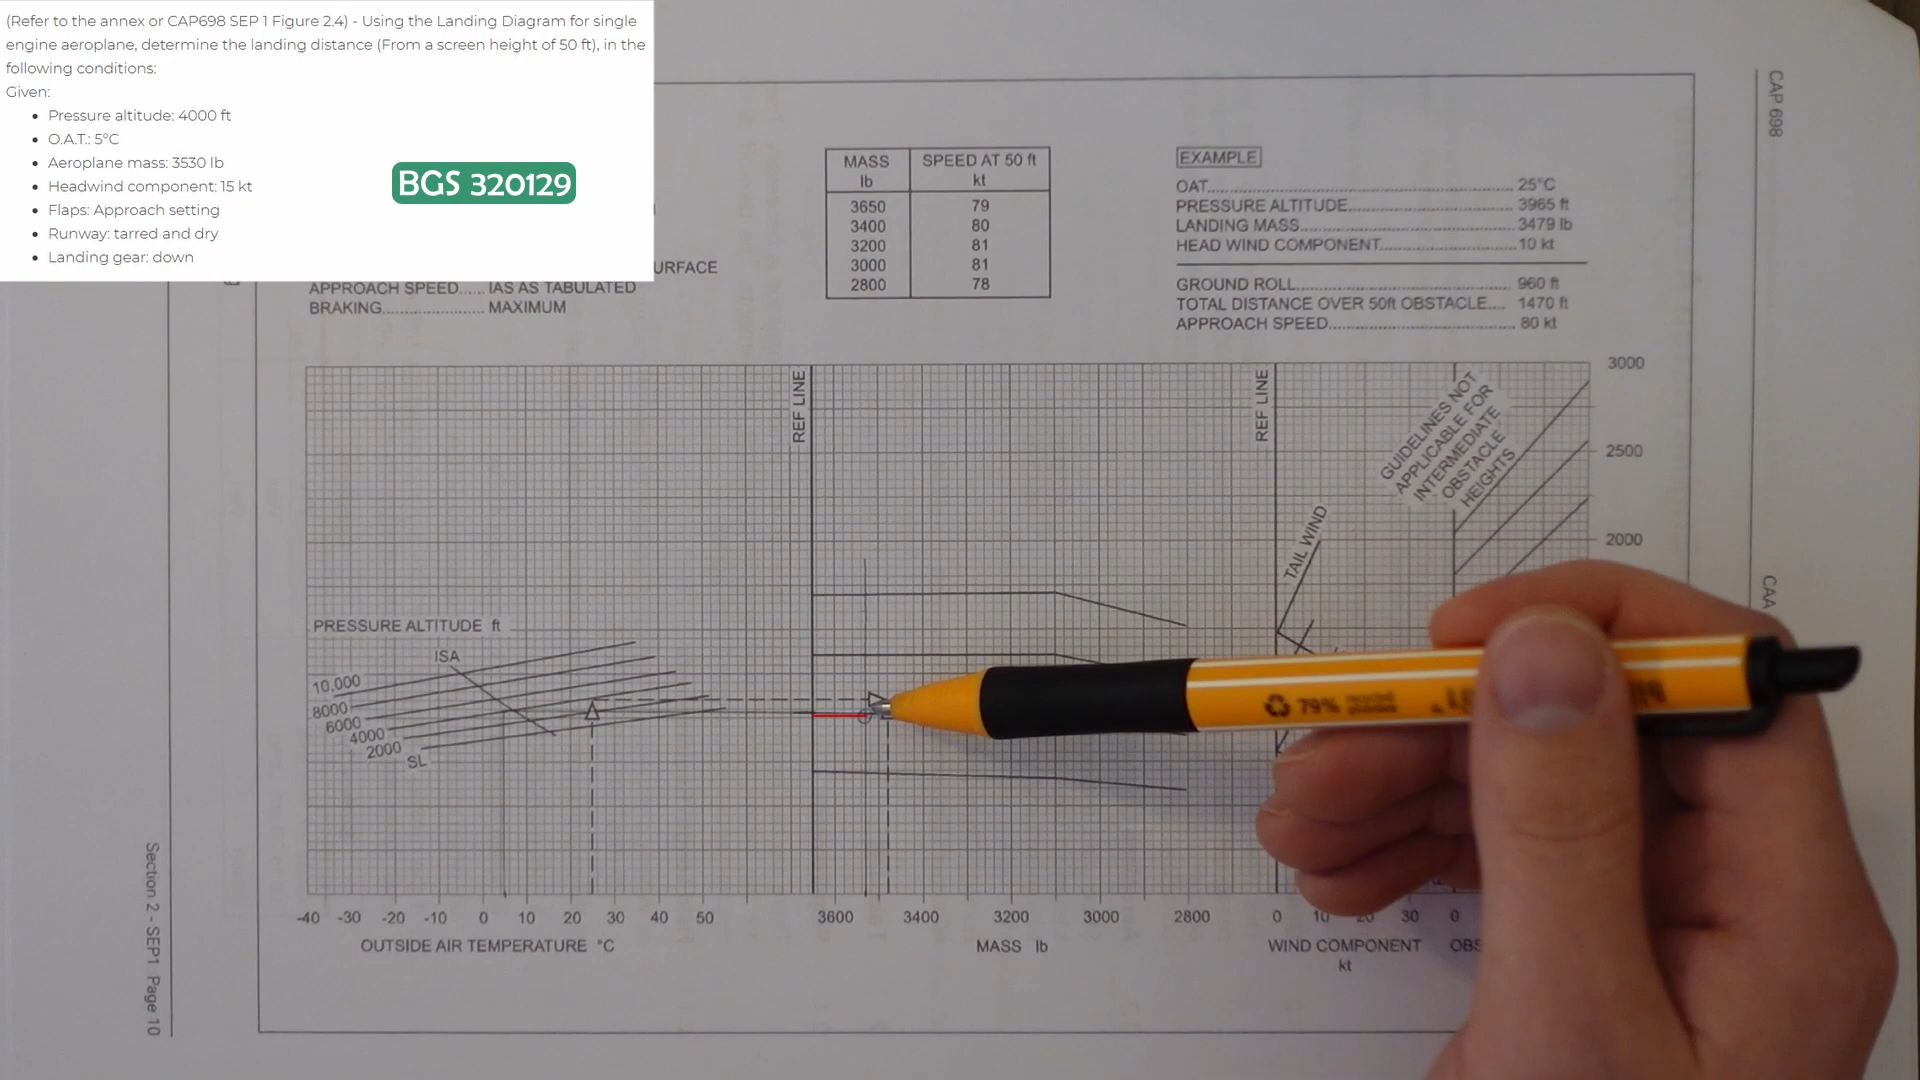 (Refer to the annex or CAP698 SEP 1 Figure 2.4) - Using the Landing Diagram for single
engine aeroplane, determine the landing distance (From a screen height of 50 ft), in the
following conditions:
Given:
• Pressure altitude: 4000 ft
• O.A.T.: 5°C
• Aeroplane mass: 3530 lb
• Headwind component: 15 kt
• Flaps: Approach setting
• Runway: tarred and dry
• Landing gear: down
BGS 320129
URFACE
APPROACH SPEED...... IAS AS TABULATED
BRAKING....................... MAXIMUM
MASS SPEED AT 50 ft
lb kt
3650 79
3400 80
3200 81
3000 81
2800 78
EXAMPLE
OAT.......... 25°C
PRESSURE ALTITUDE.......... 3965 ft
LANDING MASS.......... 3479 lb
HEAD WIND COMPONENT.......... 10 kt
GROUND ROLL.......... 960 ft
TOTAL DISTANCE OVER 50ft OBSTACLE.... 1470 ft
APPROACH SPEED.......... 80 kt
CAP 698
CAA
REF LINE
REF LINE
GUIDELINES NOT
APPLICABLE FOR
INTERMEDIATE
OBSTACLE
HEIGHTS
TAIL WIND
3000
2500
2000
PRESSURE ALTITUDE ft
ISA
10,000
8000
6000
4000
2000
SL
79%
-40 -30 -20 -10 0 10 20 30 40 50
OUTSIDE AIR TEMPERATURE °C
3600 3400 3200 3000 2800
MASS lb
0 10 20 30 0
WIND COMPONENT OBS
kt
Section 2 - SEP1 Page 10